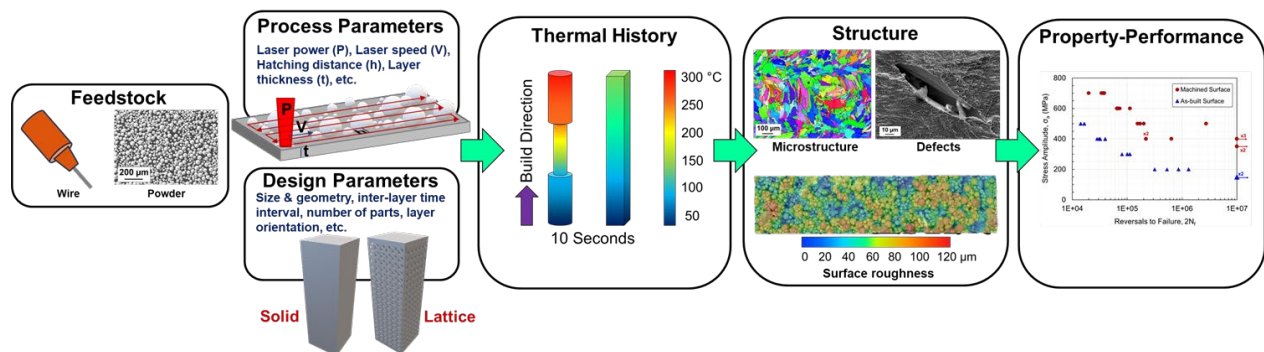 Feedstock
200 µm
Wire
Powder
Process Parameters
Laser power (P), Laser speed (V),
Hatching distance (h), Layer
thickness (t), etc.
P
V
h
t
Design Parameters
Size & geometry, inter-layer time
interval, number of parts, layer
orientation, etc.
Solid
Lattice
Thermal History
Build Direction
300 °C
250
200
150
100
50
10 Seconds
Structure
100 µm
10 µm
Microstructure
Defects
0 20 40 60 80 100 120 µm
Surface roughness
Property-Performance
Stress Amplitude, σa (MPa)
800
600
400
200
0
Machined Surface
As-built Surface
x2
x3
x3
x2
1E+04 1E+05 1E+06 1E+07
Reversals to Failure, 2Nf